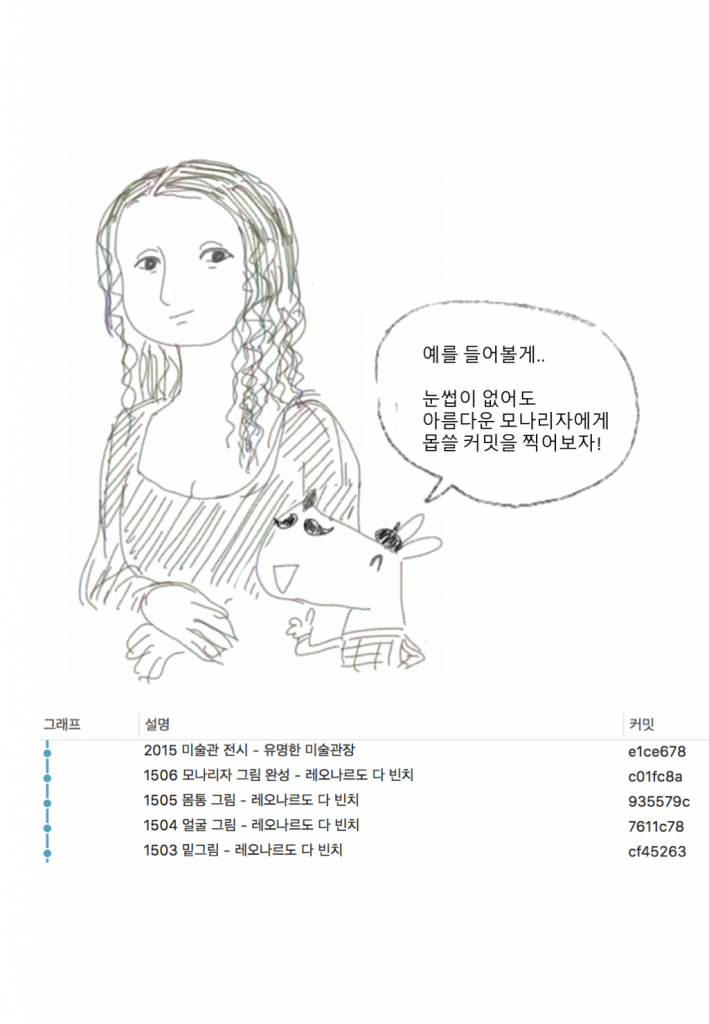 예를 들어볼게..
눈썹이 없어도
아름다운 모나리자에게
몹쓸 커밋을 찍어보자!
그래프 설명 커밋
2015 미술관 전시 - 유명한 미술관장 e1ce678
1506 모나리자 그림 완성 - 레오나르도 다 빈치 c01fc8a
1505 몸통 그림 - 레오나르도 다 빈치 935579c
1504 얼굴 그림 - 레오나르도 다 빈치 7611c78
1503 밑그림 - 레오나르도 다 빈치 cf45263